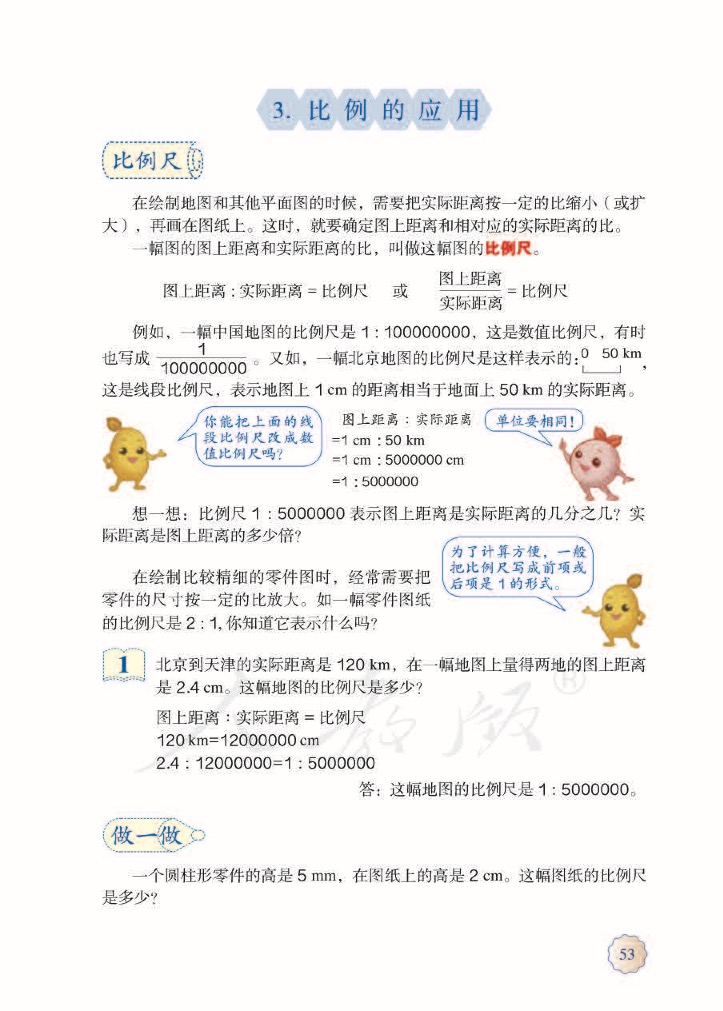 3. 比例的应用
比例尺
在绘制地图和其他平面图的时候，需要把实际距离按一定的比缩小（或扩
大），再画在图纸上。这时，就要确定图上距离和相对应的实际距离的比。
一幅图的图上距离和实际距离的比，叫做这幅图的比例尺。
图上距离 : 实际距离 = 比例尺 或 图上距离/实际距离 = 比例尺
例如，一幅中国地图的比例尺是 1 : 100000000，这是数值比例尺，有时
也写成 1/100000000 。又如，一幅北京地图的比例尺是这样表示的：0 50 km，
这是线段比例尺，表示地图上 1 cm 的距离相当于地面上 50 km 的实际距离。
你能把上面的线
段比例尺改成数
值比例尺吗？
图上距离 : 实际距离
=1 cm : 50 km
=1 cm : 5000000 cm
=1 : 5000000
单位要相同！
想一想：比例尺 1 : 5000000 表示图上距离是实际距离的几分之几？实
际距离是图上距离的多少倍？
在绘制比较精细的零件图时，经常需要把
零件的尺寸按一定的比放大。如一幅零件图纸
的比例尺是 2 : 1, 你知道它表示什么吗？
为了计算方便，一般
把比例尺写成前项或
后项是 1 的形式。
1 北京到天津的实际距离是 120 km，在一幅地图上量得两地的图上距离
是 2.4 cm。这幅地图的比例尺是多少？
图上距离 : 实际距离 = 比例尺
120 km=12000000 cm
2.4 : 12000000=1 : 5000000
答：这幅地图的比例尺是 1 : 5000000。
人教版®
做一做
一个圆柱形零件的高是 5 mm，在图纸上的高是 2 cm。这幅图纸的比例尺
是多少？
53